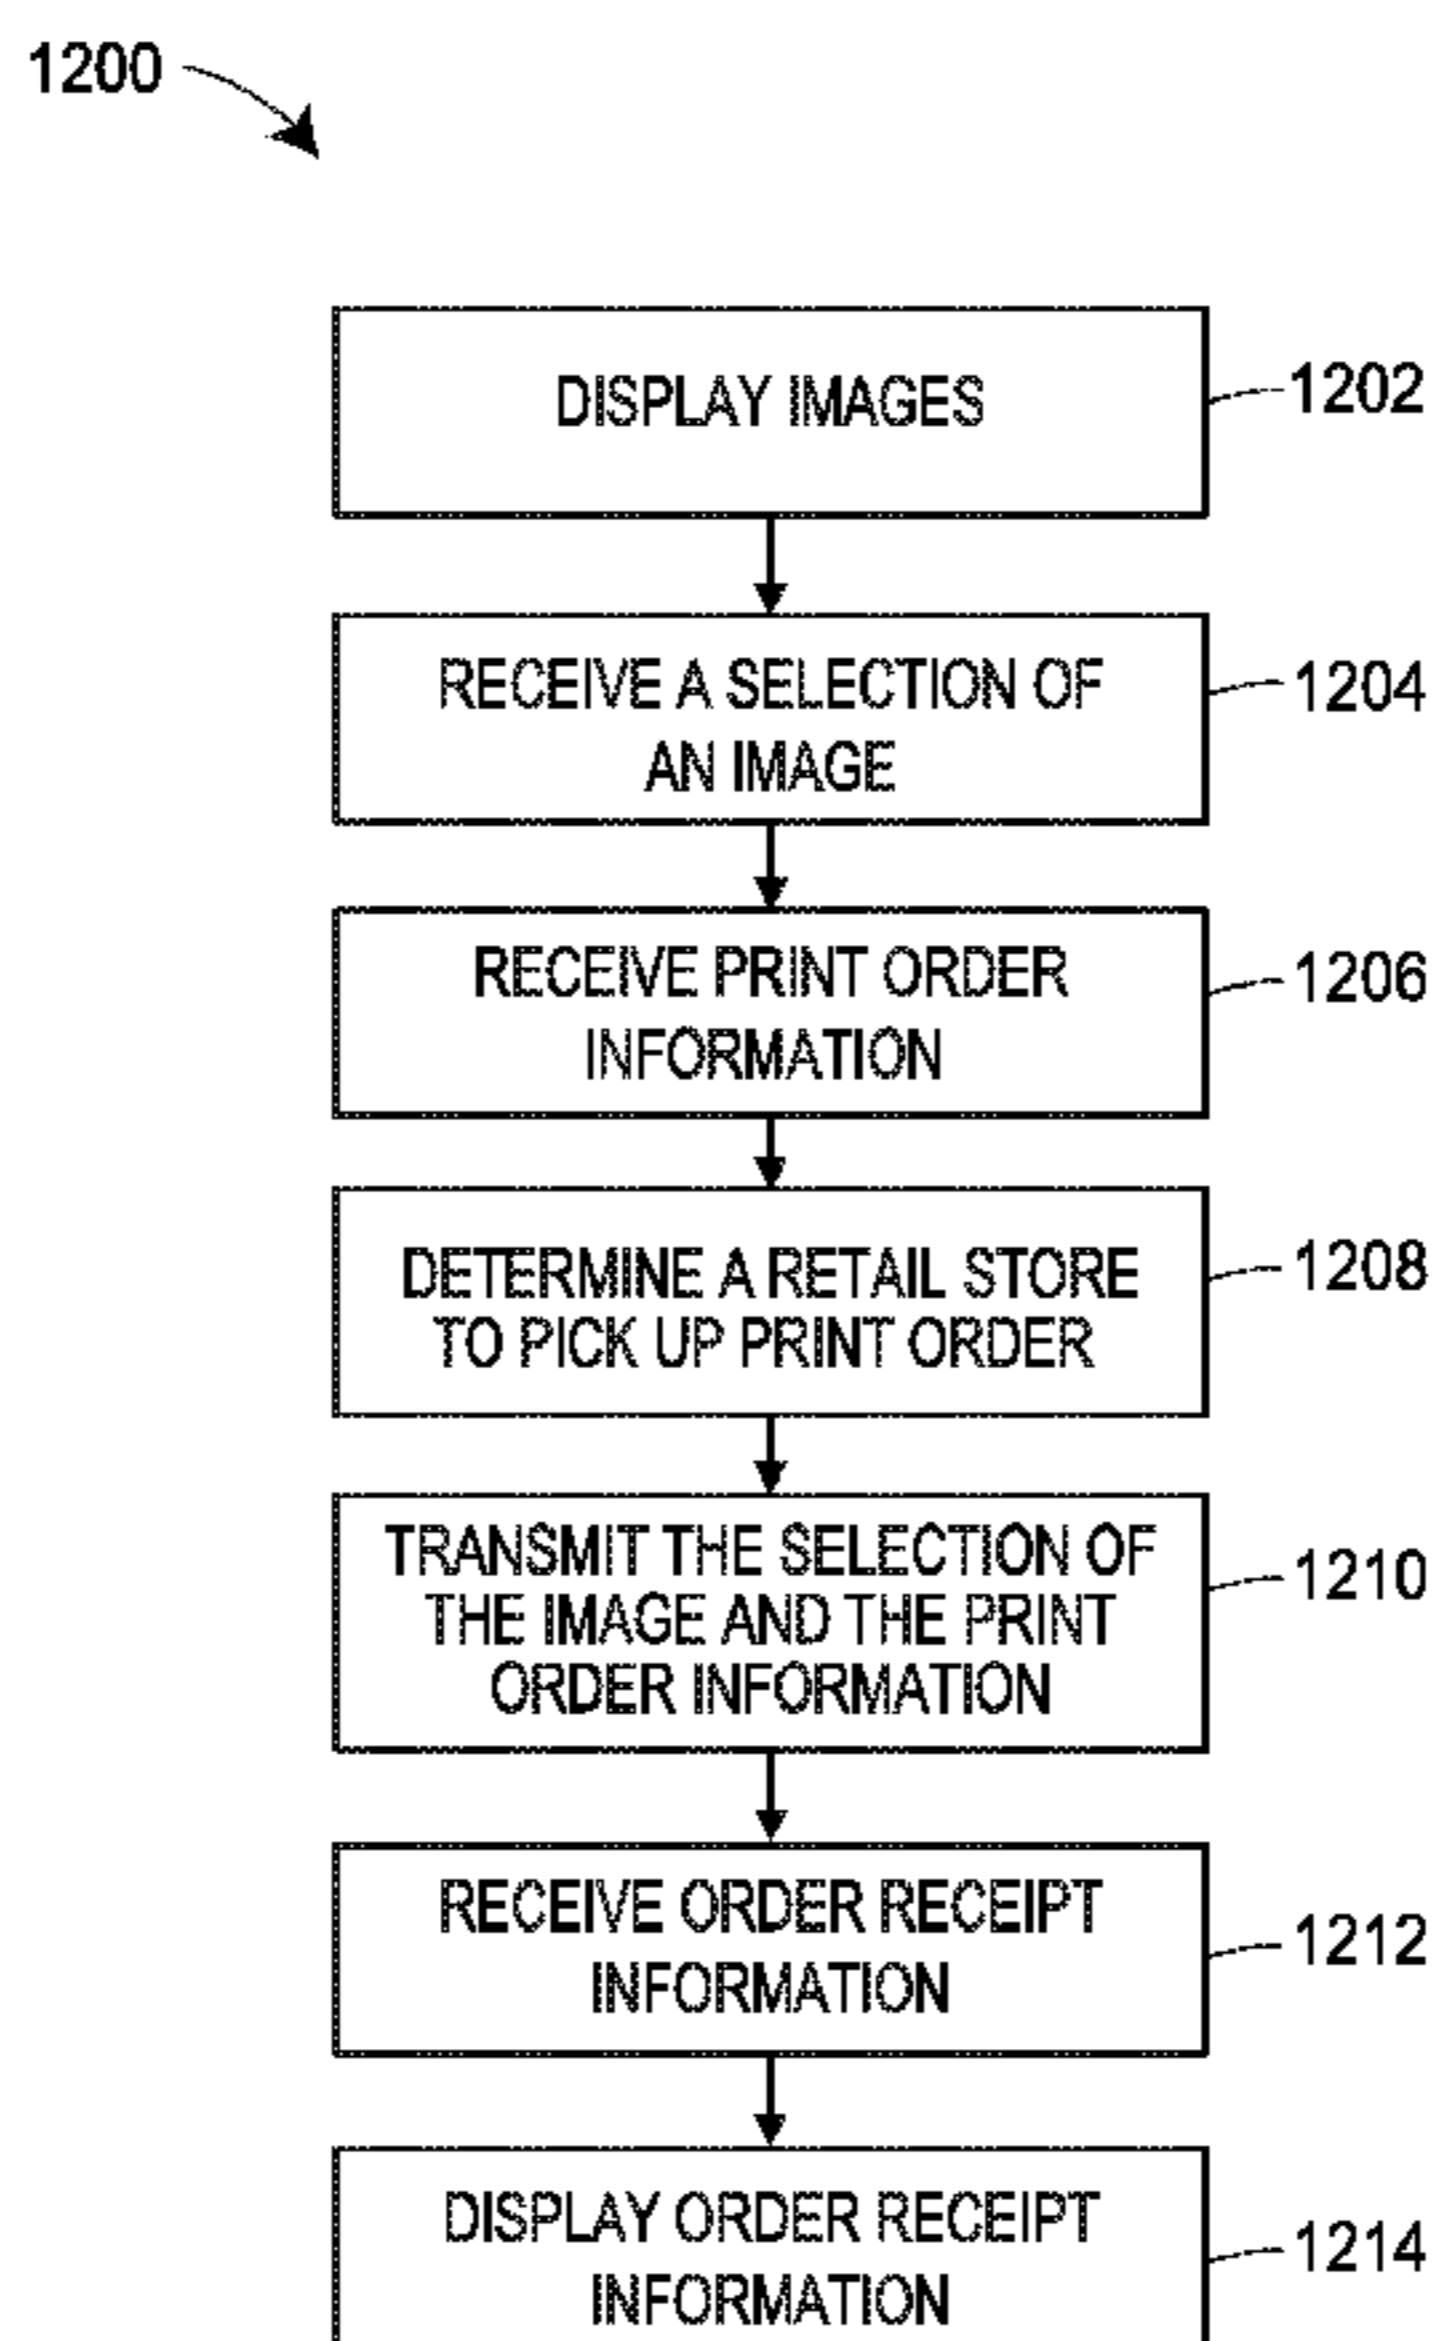 1200
DISPLAY IMAGES
1202
RECEIVE A SELECTION OF
AN IMAGE
1204
RECEIVE PRINT ORDER
INFORMATION
1206
DETERMINE A RETAIL STORE
TO PICK UP PRINT ORDER
1208
TRANSMIT THE SELECTION OF
THE IMAGE AND THE PRINT
ORDER INFORMATION
1210
RECEIVE ORDER RECEIPT
INFORMATION
1212
DISPLAY ORDER RECEIPT
INFORMATION
1214